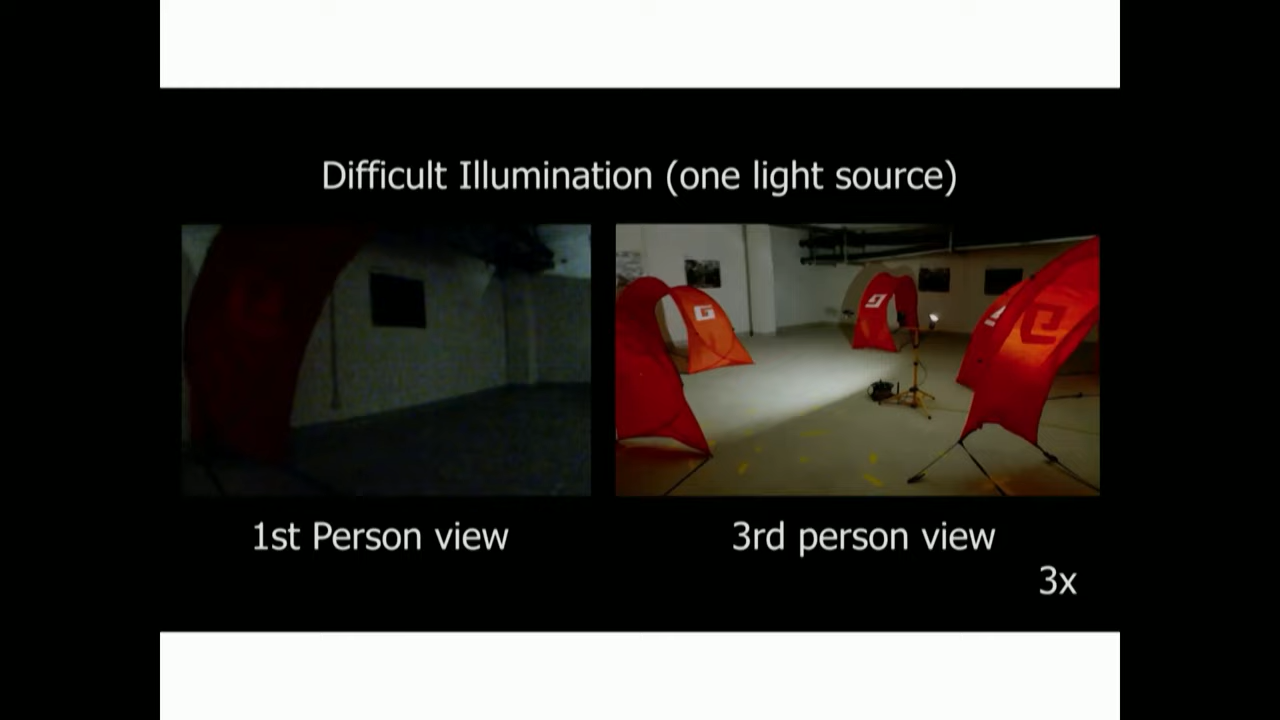 Difficult Illumination (one light source)
1st Person view
3rd person view
3x